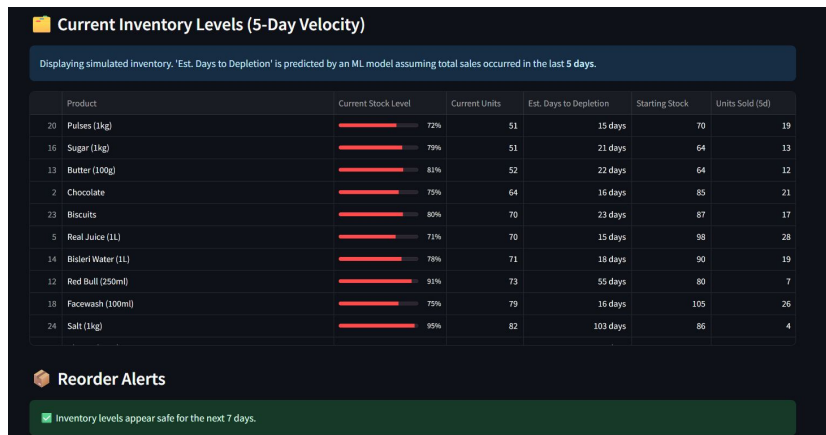 Current Inventory Levels (5-Day Velocity)
Displaying simulated inventory. 'Est. Days to Depletion' is predicted by an ML model assuming total sales occurred in the last 5 days.
Product Current Stock Level Current Units Est. Days to Depletion Starting Stock Units Sold (5d)
20 Pulses (1kg) 72% 51 15 days 70 19
16 Sugar (1kg) 79% 51 21 days 64 13
13 Butter (100g) 81% 52 22 days 64 12
2 Chocolate 75% 64 16 days 85 21
23 Biscuits 80% 70 23 days 87 17
5 Real Juice (1L) 71% 70 15 days 98 28
14 Bisleri Water (1L) 78% 71 18 days 90 19
12 Red Bull (250ml) 91% 73 55 days 80 7
18 Facewash (100ml) 75% 79 16 days 105 26
24 Salt (1kg) 95% 82 103 days 86 4
Reorder Alerts
Inventory levels appear safe for the next 7 days.